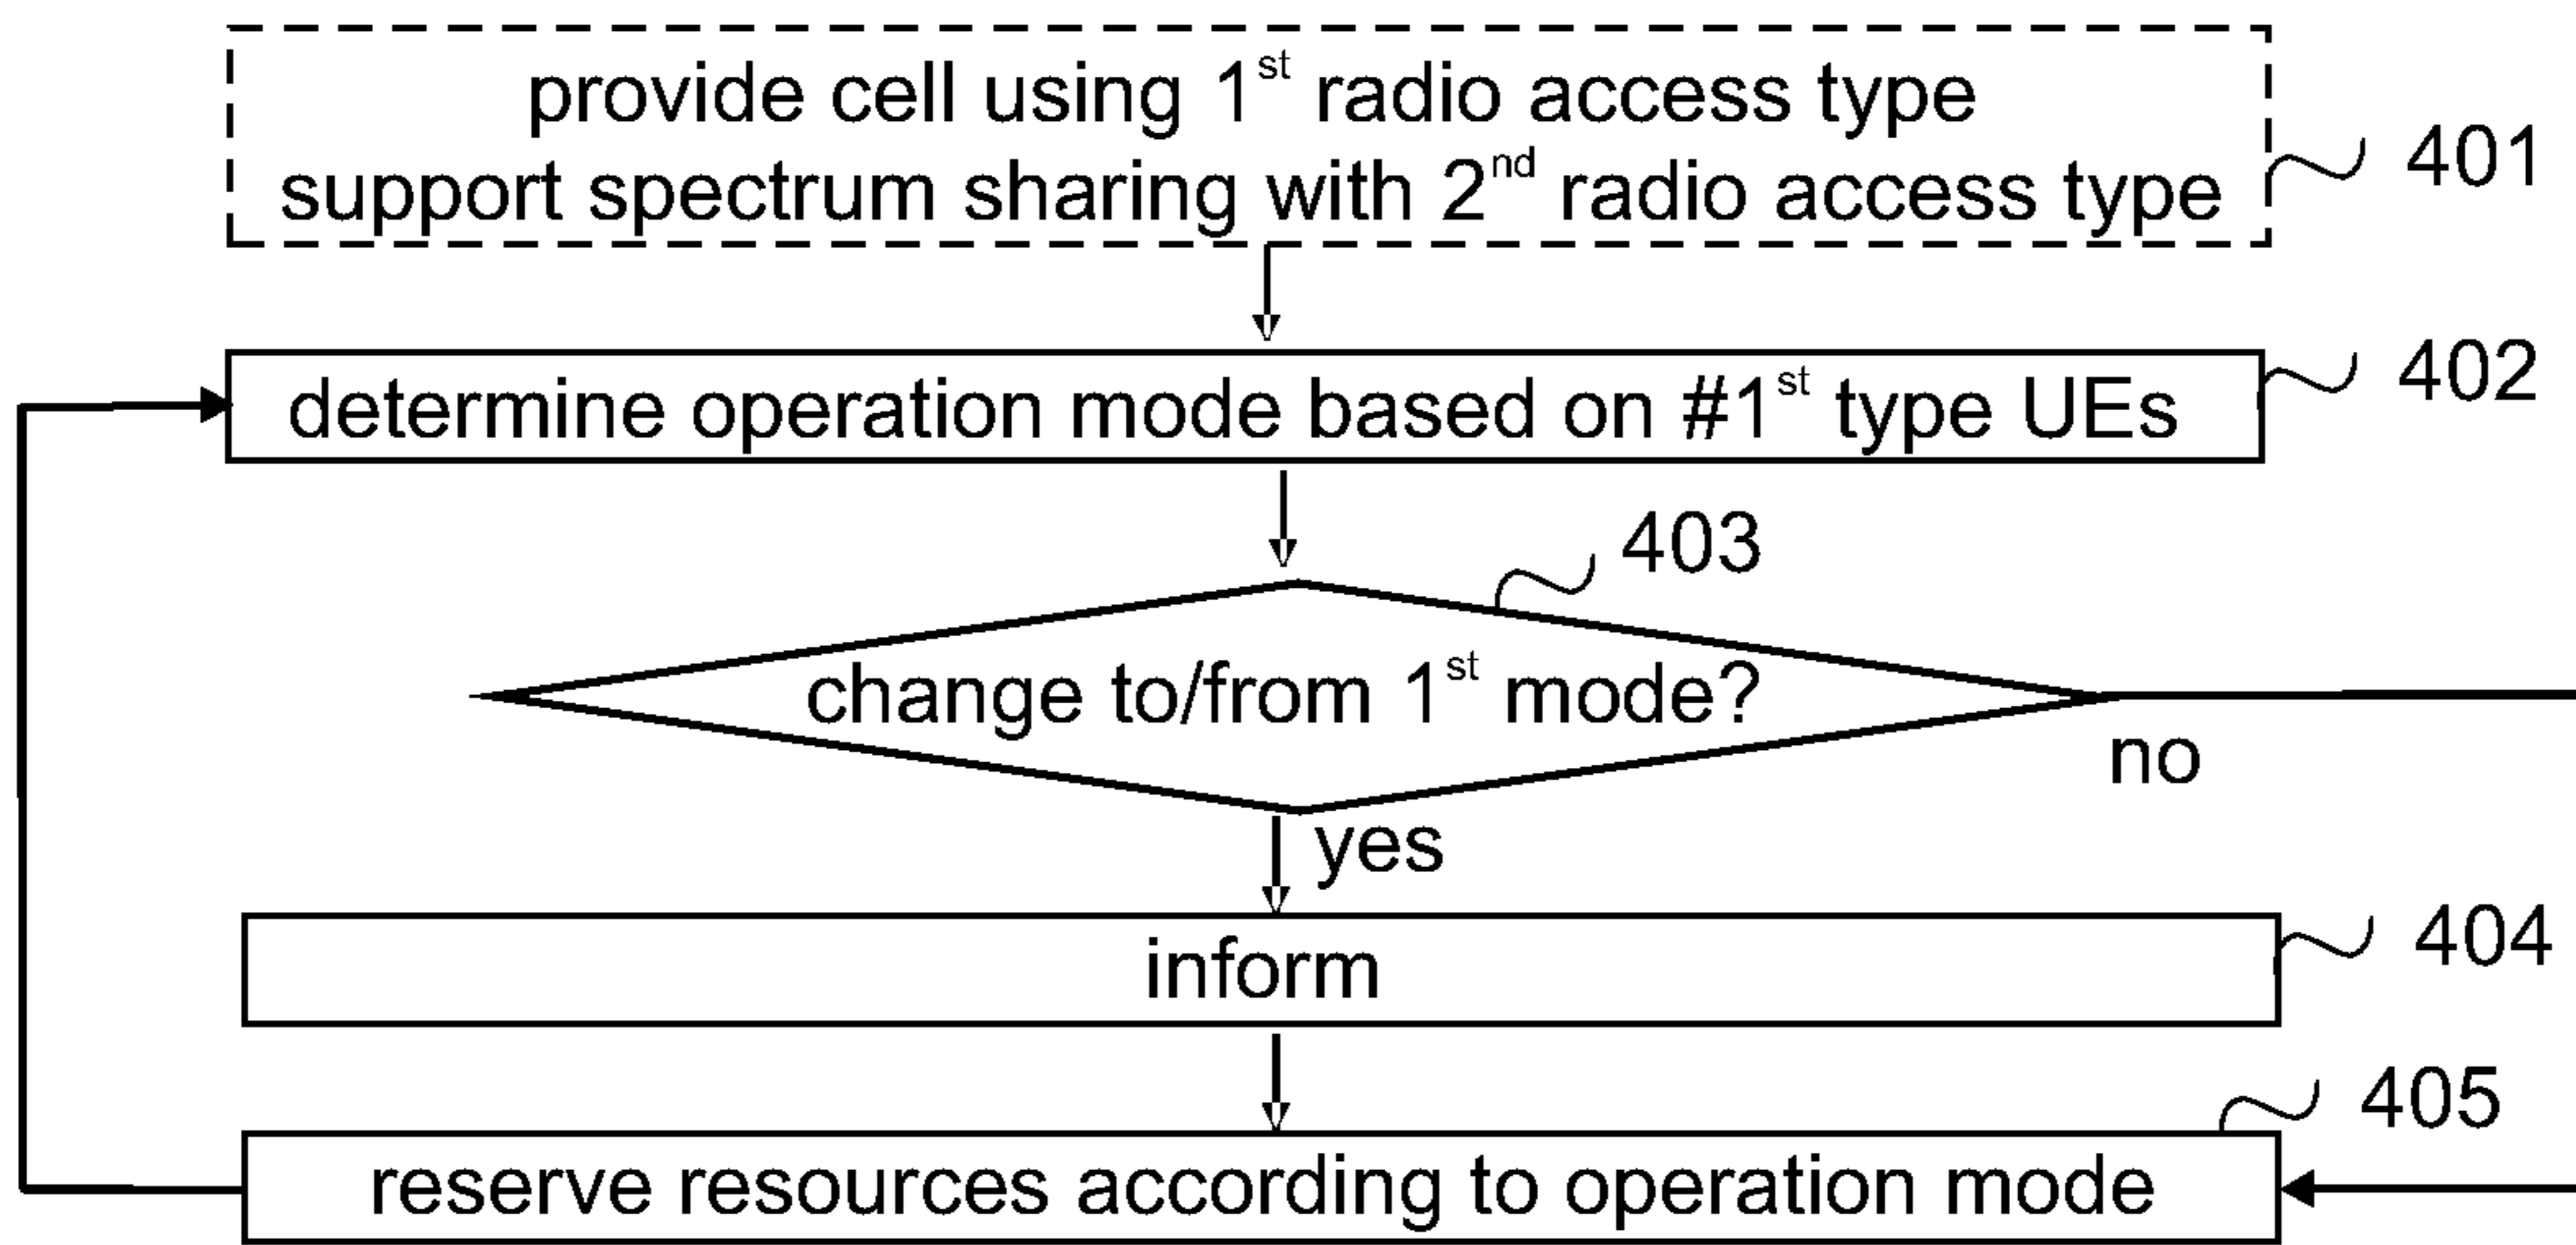 provide cell using 1st radio access type
support spectrum sharing with 2nd radio access type
401
determine operation mode based on #1st type UEs
402
403
change to/from 1st mode?
no
yes
inform
404
405
reserve resources according to operation mode